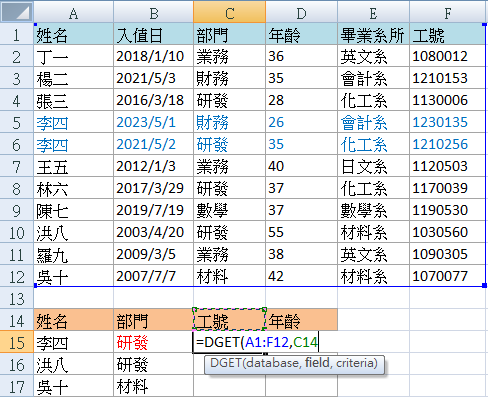 A B C D E F
1 姓名 入値日 部門 年齡 畢業系所 工號
2 丁一 2018/1/10 業務 36 英文系 1080012
3 楊二 2021/5/3 財務 35 會計系 1210153
4 張三 2016/3/18 研發 28 化工系 1130006
5 李四 2023/5/1 財務 26 會計系 1230135
6 李四 2021/5/2 研發 35 化工系 1210256
7 王五 2012/1/3 業務 40 日文系 1120503
8 林六 2017/3/29 研發 37 化工系 1170039
9 陳七 2019/7/19 數學 37 數學系 1190530
10 洪八 2003/4/20 研發 55 材料系 1030560
11 羅九 2009/3/5 業務 38 英文系 1090305
12 吳十 2007/7/7 材料 42 材料系 1070077
13
14 姓名 部門 工號 年齡
15 李四 研發 =DGET(A1:F12,C14
16 洪八 研發 DGET(database, field, criteria)
17 吳十 材料